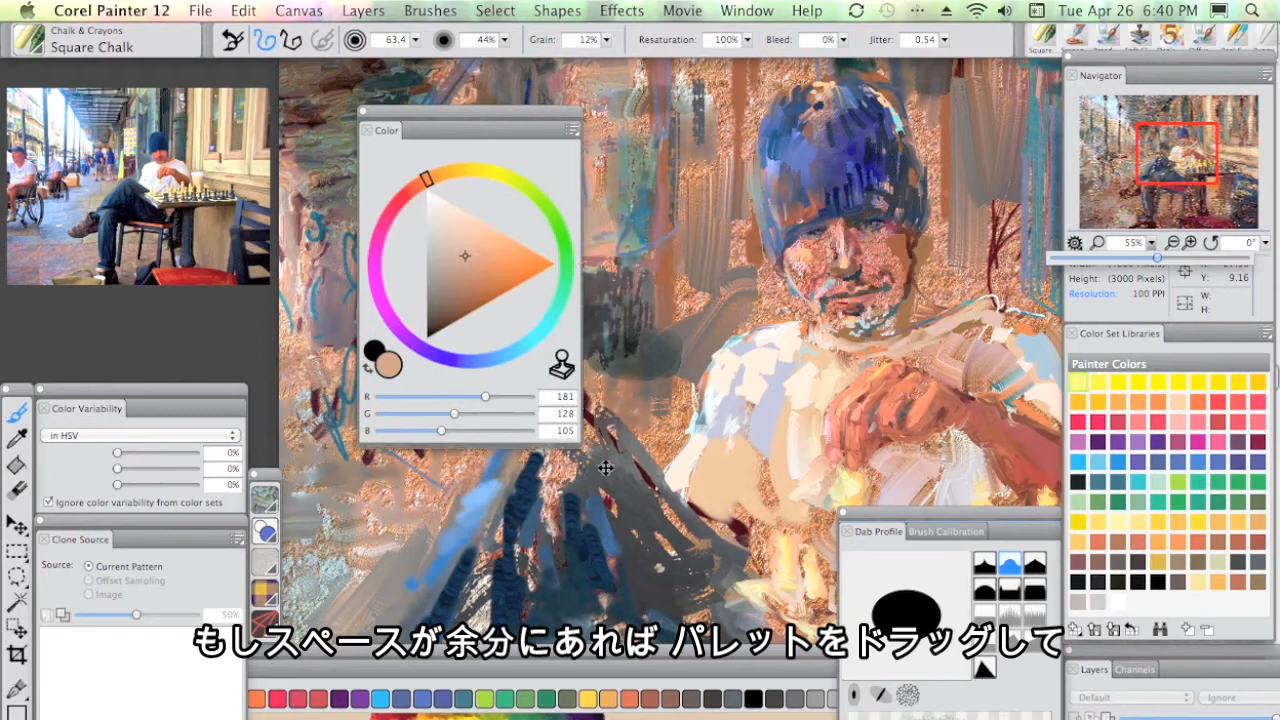 Corel Painter 12 File Edit Canvas Layers Brushes Select Shapes Effects Movie Window Help Tue Apr 26 6:40 PM
Chalk & Crayons
Square Chalk
63.4 44% Grain: 12% Resaturation: 100% Bleed: 0% Jitter: 0.54
Square...
Navigator
55% 0°
Height: (3000 Pixels)
Resolution: 100 PPI
Y: 9.16
W:
H:
Color
R 181
G 128
B 105
Color Set Libraries
Painter Colors
Color Variability
in HSV
0%
0%
0%
Ignore color variability from color sets
Clone Source
Source: Current Pattern
Offset Sampling
Image
50%
Dab Profile Brush Calibration
Layers Channels
Default Ignore
もしスペースが余分にあれば パレットをドラッグして